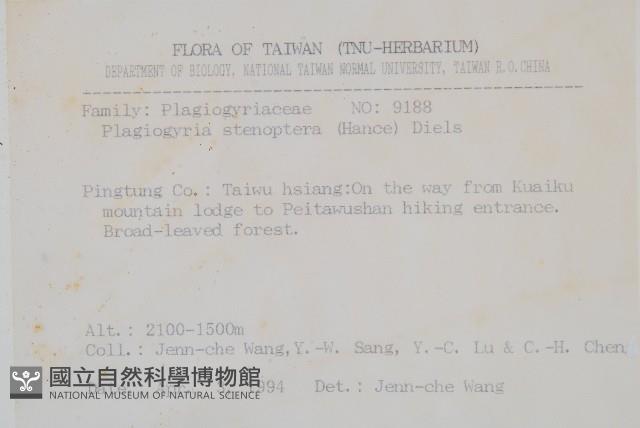 FLORA OF TAIWAN (TNU-HERBARIUM)
DEPARTMENT OF BIOLOGY, NATIONAL TAIWAN NORMAL UNIVERSITY, TAIWAN R.O.CHINA
Family: Plagiogyriaceae NO: 9188
Plagiogyria stenoptera (Hance) Diels
Pingtung Co.: Taiwu hsiang:On the way from Kuaiku
mountain lodge to Peitawushan hiking entrance.
Broad-leaved forest.
Alt.: 2100-1500m
Coll.: Jenn-che Wang,Y.-W. Sang, Y.-C. Lu & C.-H. Chen
1994 Det.: Jenn-che Wang
國立自然科學博物館
NATIONAL MUSEUM OF NATURAL SCIENCE